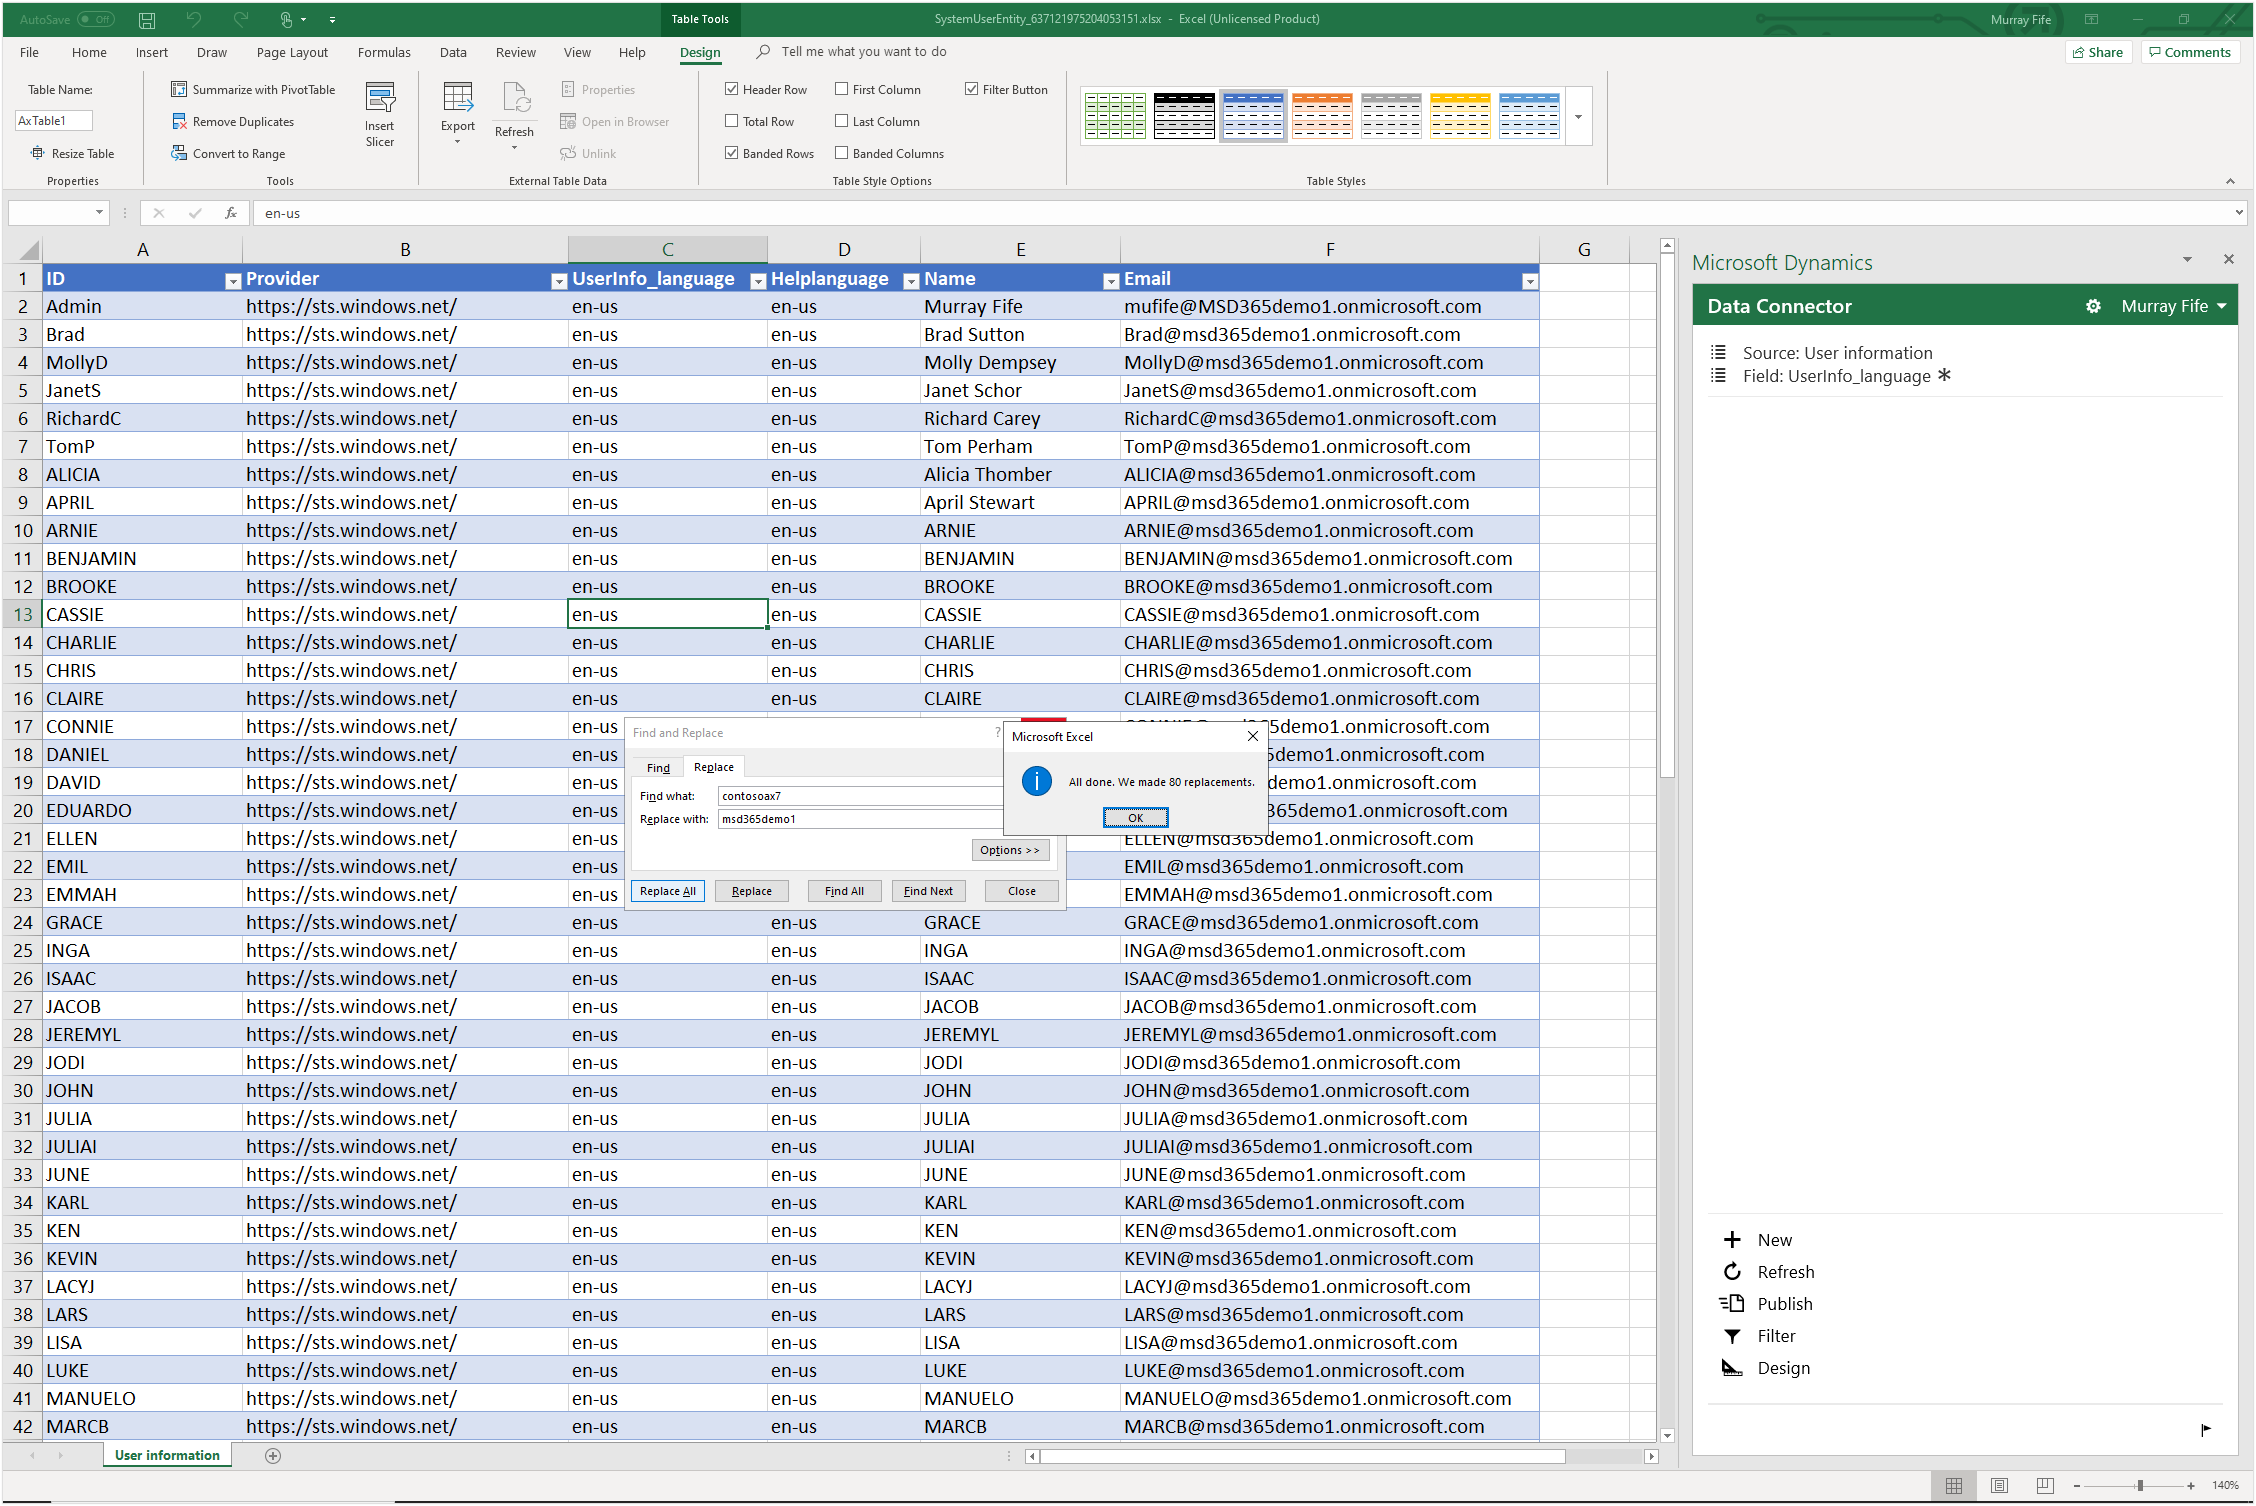 AutoSave Off
Table Tools
SystemUserEntity_637121975204053151.xlsx - Excel (Unlicensed Product)
Murray Fife
File Home Insert Draw Page Layout Formulas Data Review View Help Design Tell me what you want to do
Share Comments
Table Name:
AxTable1
Resize Table
Properties
Summarize with PivotTable
Remove Duplicates
Convert to Range
Insert Slicer
Tools
Export
Refresh
Properties
Open in Browser
Unlink
External Table Data
Header Row First Column Filter Button
Total Row Last Column
Banded Rows Banded Columns
Table Style Options
Table Styles
fx en-us
A B C D E F G
1 ID Provider UserInfo_language Helplanguage Name Email
2 Admin https://sts.windows.net/ en-us en-us Murray Fife mufife@MSD365demo1.onmicrosoft.com
3 Brad https://sts.windows.net/ en-us en-us Brad Sutton Brad@msd365demo1.onmicrosoft.com
4 MollyD https://sts.windows.net/ en-us en-us Molly Dempsey MollyD@msd365demo1.onmicrosoft.com
5 JanetS https://sts.windows.net/ en-us en-us Janet Schor JanetS@msd365demo1.onmicrosoft.com
6 RichardC https://sts.windows.net/ en-us en-us Richard Carey RichardC@msd365demo1.onmicrosoft.com
7 TomP https://sts.windows.net/ en-us en-us Tom Perham TomP@msd365demo1.onmicrosoft.com
8 ALICIA https://sts.windows.net/ en-us en-us Alicia Thomber ALICIA@msd365demo1.onmicrosoft.com
9 APRIL https://sts.windows.net/ en-us en-us April Stewart APRIL@msd365demo1.onmicrosoft.com
10 ARNIE https://sts.windows.net/ en-us en-us ARNIE ARNIE@msd365demo1.onmicrosoft.com
11 BENJAMIN https://sts.windows.net/ en-us en-us BENJAMIN BENJAMIN@msd365demo1.onmicrosoft.com
12 BROOKE https://sts.windows.net/ en-us en-us BROOKE BROOKE@msd365demo1.onmicrosoft.com
13 CASSIE https://sts.windows.net/ en-us en-us CASSIE CASSIE@msd365demo1.onmicrosoft.com
14 CHARLIE https://sts.windows.net/ en-us en-us CHARLIE CHARLIE@msd365demo1.onmicrosoft.com
15 CHRIS https://sts.windows.net/ en-us en-us CHRIS CHRIS@msd365demo1.onmicrosoft.com
16 CLAIRE https://sts.windows.net/ en-us en-us CLAIRE CLAIRE@msd365demo1.onmicrosoft.com
17 CONNIE https://sts.windows.net/ en-us 5demo1.onmicrosoft.com
18 DANIEL https://sts.windows.net/ en-us 5demo1.onmicrosoft.com
19 DAVID https://sts.windows.net/ en-us demo1.onmicrosoft.com
20 EDUARDO https://sts.windows.net/ en-us 365demo1.onmicrosoft.com
21 ELLEN https://sts.windows.net/ en-us ELLEN@msd365demo1.onmicrosoft.com
22 EMIL https://sts.windows.net/ en-us EMIL@msd365demo1.onmicrosoft.com
23 EMMAH https://sts.windows.net/ en-us EMMAH@msd365demo1.onmicrosoft.com
24 GRACE https://sts.windows.net/ en-us en-us GRACE GRACE@msd365demo1.onmicrosoft.com
25 INGA https://sts.windows.net/ en-us en-us INGA INGA@msd365demo1.onmicrosoft.com
26 ISAAC https://sts.windows.net/ en-us en-us ISAAC ISAAC@msd365demo1.onmicrosoft.com
27 JACOB https://sts.windows.net/ en-us en-us JACOB JACOB@msd365demo1.onmicrosoft.com
28 JEREMYL https://sts.windows.net/ en-us en-us JEREMYL JEREMYL@msd365demo1.onmicrosoft.com
29 JODI https://sts.windows.net/ en-us en-us JODI JODI@msd365demo1.onmicrosoft.com
30 JOHN https://sts.windows.net/ en-us en-us JOHN JOHN@msd365demo1.onmicrosoft.com
31 JULIA https://sts.windows.net/ en-us en-us JULIA JULIA@msd365demo1.onmicrosoft.com
32 JULIAI https://sts.windows.net/ en-us en-us JULIAI JULIAI@msd365demo1.onmicrosoft.com
33 JUNE https://sts.windows.net/ en-us en-us JUNE JUNE@msd365demo1.onmicrosoft.com
34 KARL https://sts.windows.net/ en-us en-us KARL KARL@msd365demo1.onmicrosoft.com
35 KEN https://sts.windows.net/ en-us en-us KEN KEN@msd365demo1.onmicrosoft.com
36 KEVIN https://sts.windows.net/ en-us en-us KEVIN KEVIN@msd365demo1.onmicrosoft.com
37 LACYJ https://sts.windows.net/ en-us en-us LACYJ LACYJ@msd365demo1.onmicrosoft.com
38 LARS https://sts.windows.net/ en-us en-us LARS LARS@msd365demo1.onmicrosoft.com
39 LISA https://sts.windows.net/ en-us en-us LISA LISA@msd365demo1.onmicrosoft.com
40 LUKE https://sts.windows.net/ en-us en-us LUKE LUKE@msd365demo1.onmicrosoft.com
41 MANUELO https://sts.windows.net/ en-us en-us MANUELO MANUELO@msd365demo1.onmicrosoft.com
42 MARCB https://sts.windows.net/ en-us en-us MARCB MARCB@msd365demo1.onmicrosoft.com
Find and Replace ?
Find Replace
Find what: contosoax7
Replace with: msd365demo1
Options >>
Replace All Replace Find All Find Next Close
Microsoft Excel
All done. We made 80 replacements.
OK
Microsoft Dynamics
Data Connector Murray Fife
Source: User information
Field: UserInfo_language *
New
Refresh
Publish
Filter
Design
User information
140%